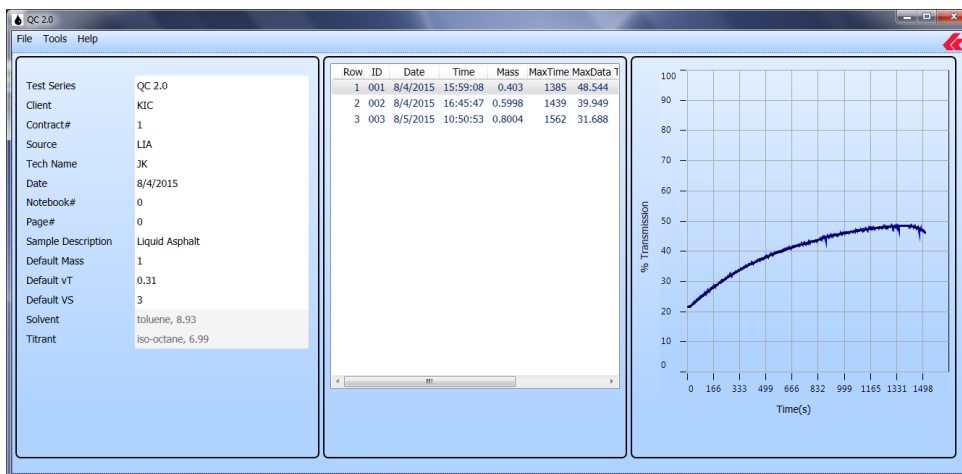 QC 2.0
File Tools Help
Test Series QC 2.0
Client KIC
Contract# 1
Source LIA
Tech Name JK
Date 8/4/2015
Notebook# 0
Page# 0
Sample Description Liquid Asphalt
Default Mass 1
Default vT 0.31
Default VS 3
Solvent toluene, 8.93
Titrant iso-octane, 6.99
Row ID Date Time Mass MaxTime MaxData T
1 001 8/4/2015 15:59:08 0.403 1385 48.544
2 002 8/4/2015 16:45:47 0.5998 1439 39.949
3 003 8/5/2015 10:50:53 0.8004 1562 31.688
% Transmission
100
90
80
70
60
50
40
30
20
10
0
0 166 333 499 666 832 999 1165 1331 1498
Time(s)